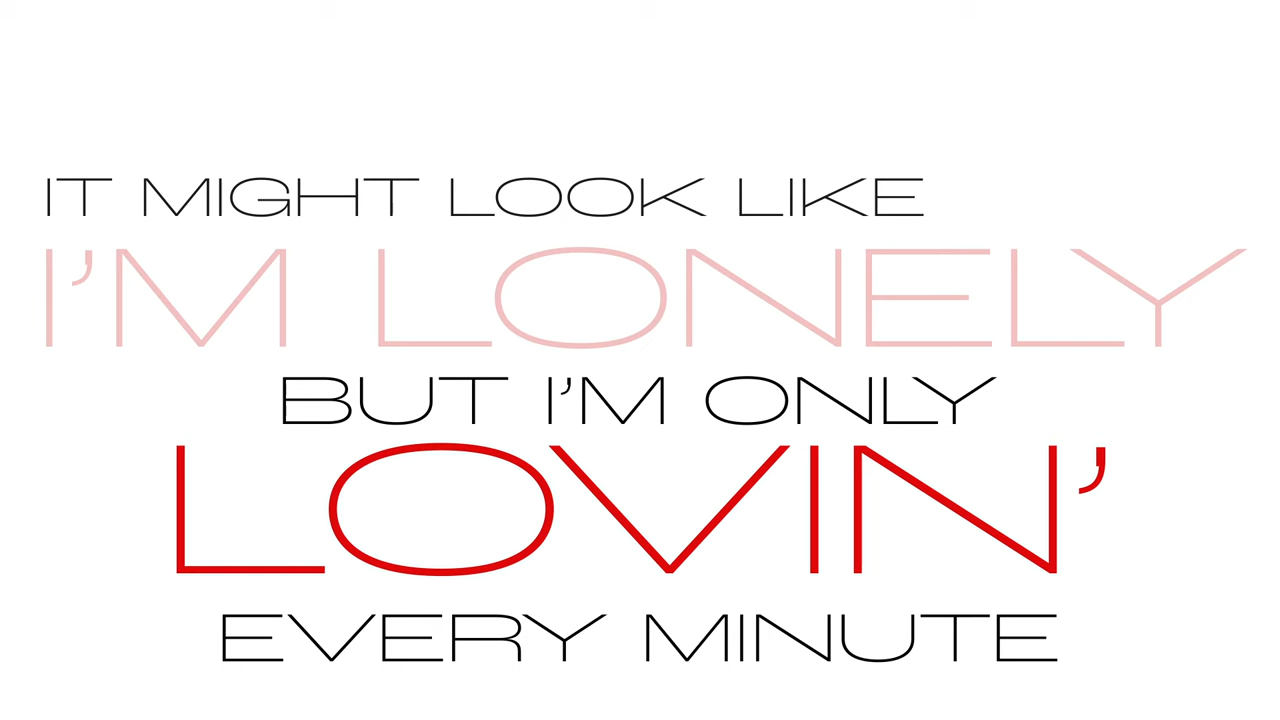 IT MIGHT LOOK LIKE
I'M LONELY
BUT I'M ONLY
LOVIN'
EVERY MINUTE